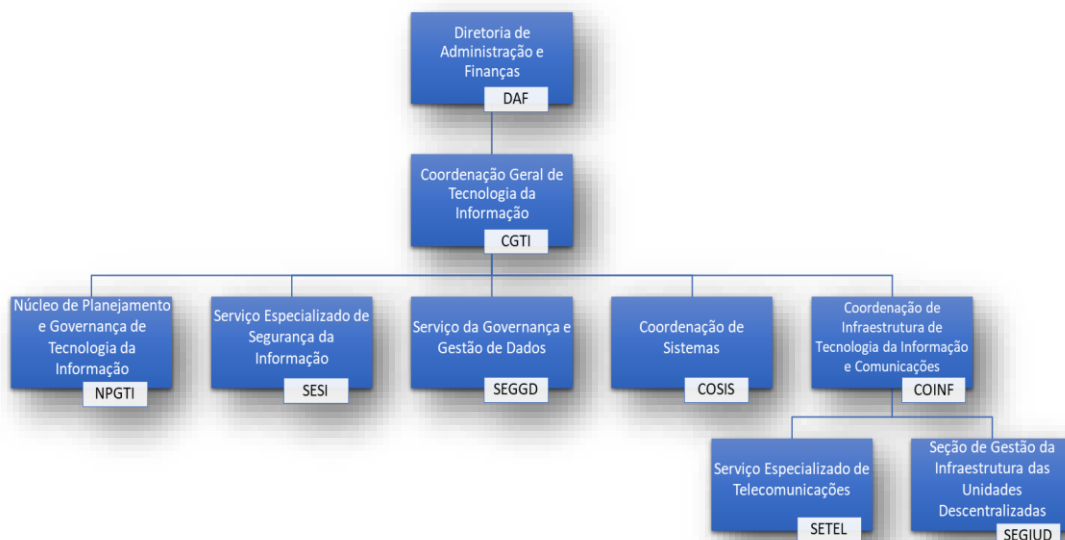 Diretoria de
Administração e
Finanças
DAF
Coordenação Geral de
Tecnologia da
Informação
CGTI
Núcleo de Planejamento
e Governança de
Tecnologia da
Informação
NPGTI
Serviço Especializado de
Segurança da
Informação
SESI
Serviço da Governança e
Gestão de Dados
SEGGD
Coordenação de
Sistemas
COSIS
Coordenação de
Infraestrutura de
Tecnologia da Informação
e Comunicações
COINF
Serviço Especializado de
Telecomunicações
SETEL
Seção de Gestão da
Infraestrutura das
Unidades
Descentralizadas
SEGIUD